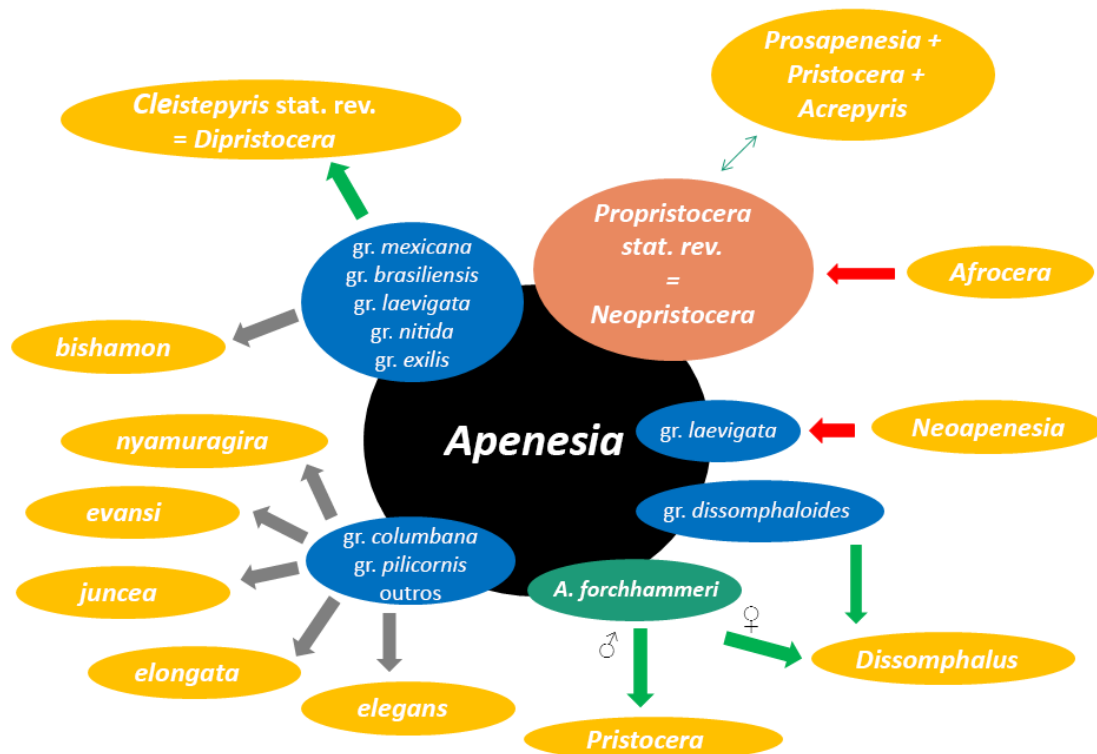 Prosapenesia +
Pristocera +
Acrepyris
Cleistepyris stat. rev.
= Dipristocera
Propristocera
stat. rev.
=
Neopristocera
Afrocera
gr. mexicana
gr. brasiliensis
gr. laevigata
gr. nitida
gr. exilis
bishamon
Apenesia
gr. laevigata
Neoapenesia
nyamuragira
evansi
juncea
elongata
elegans
gr. columbana
gr. pilicornis
outros
gr. dissomphaloides
A. forchhammeri
♂
♀
Dissomphalus
Pristocera